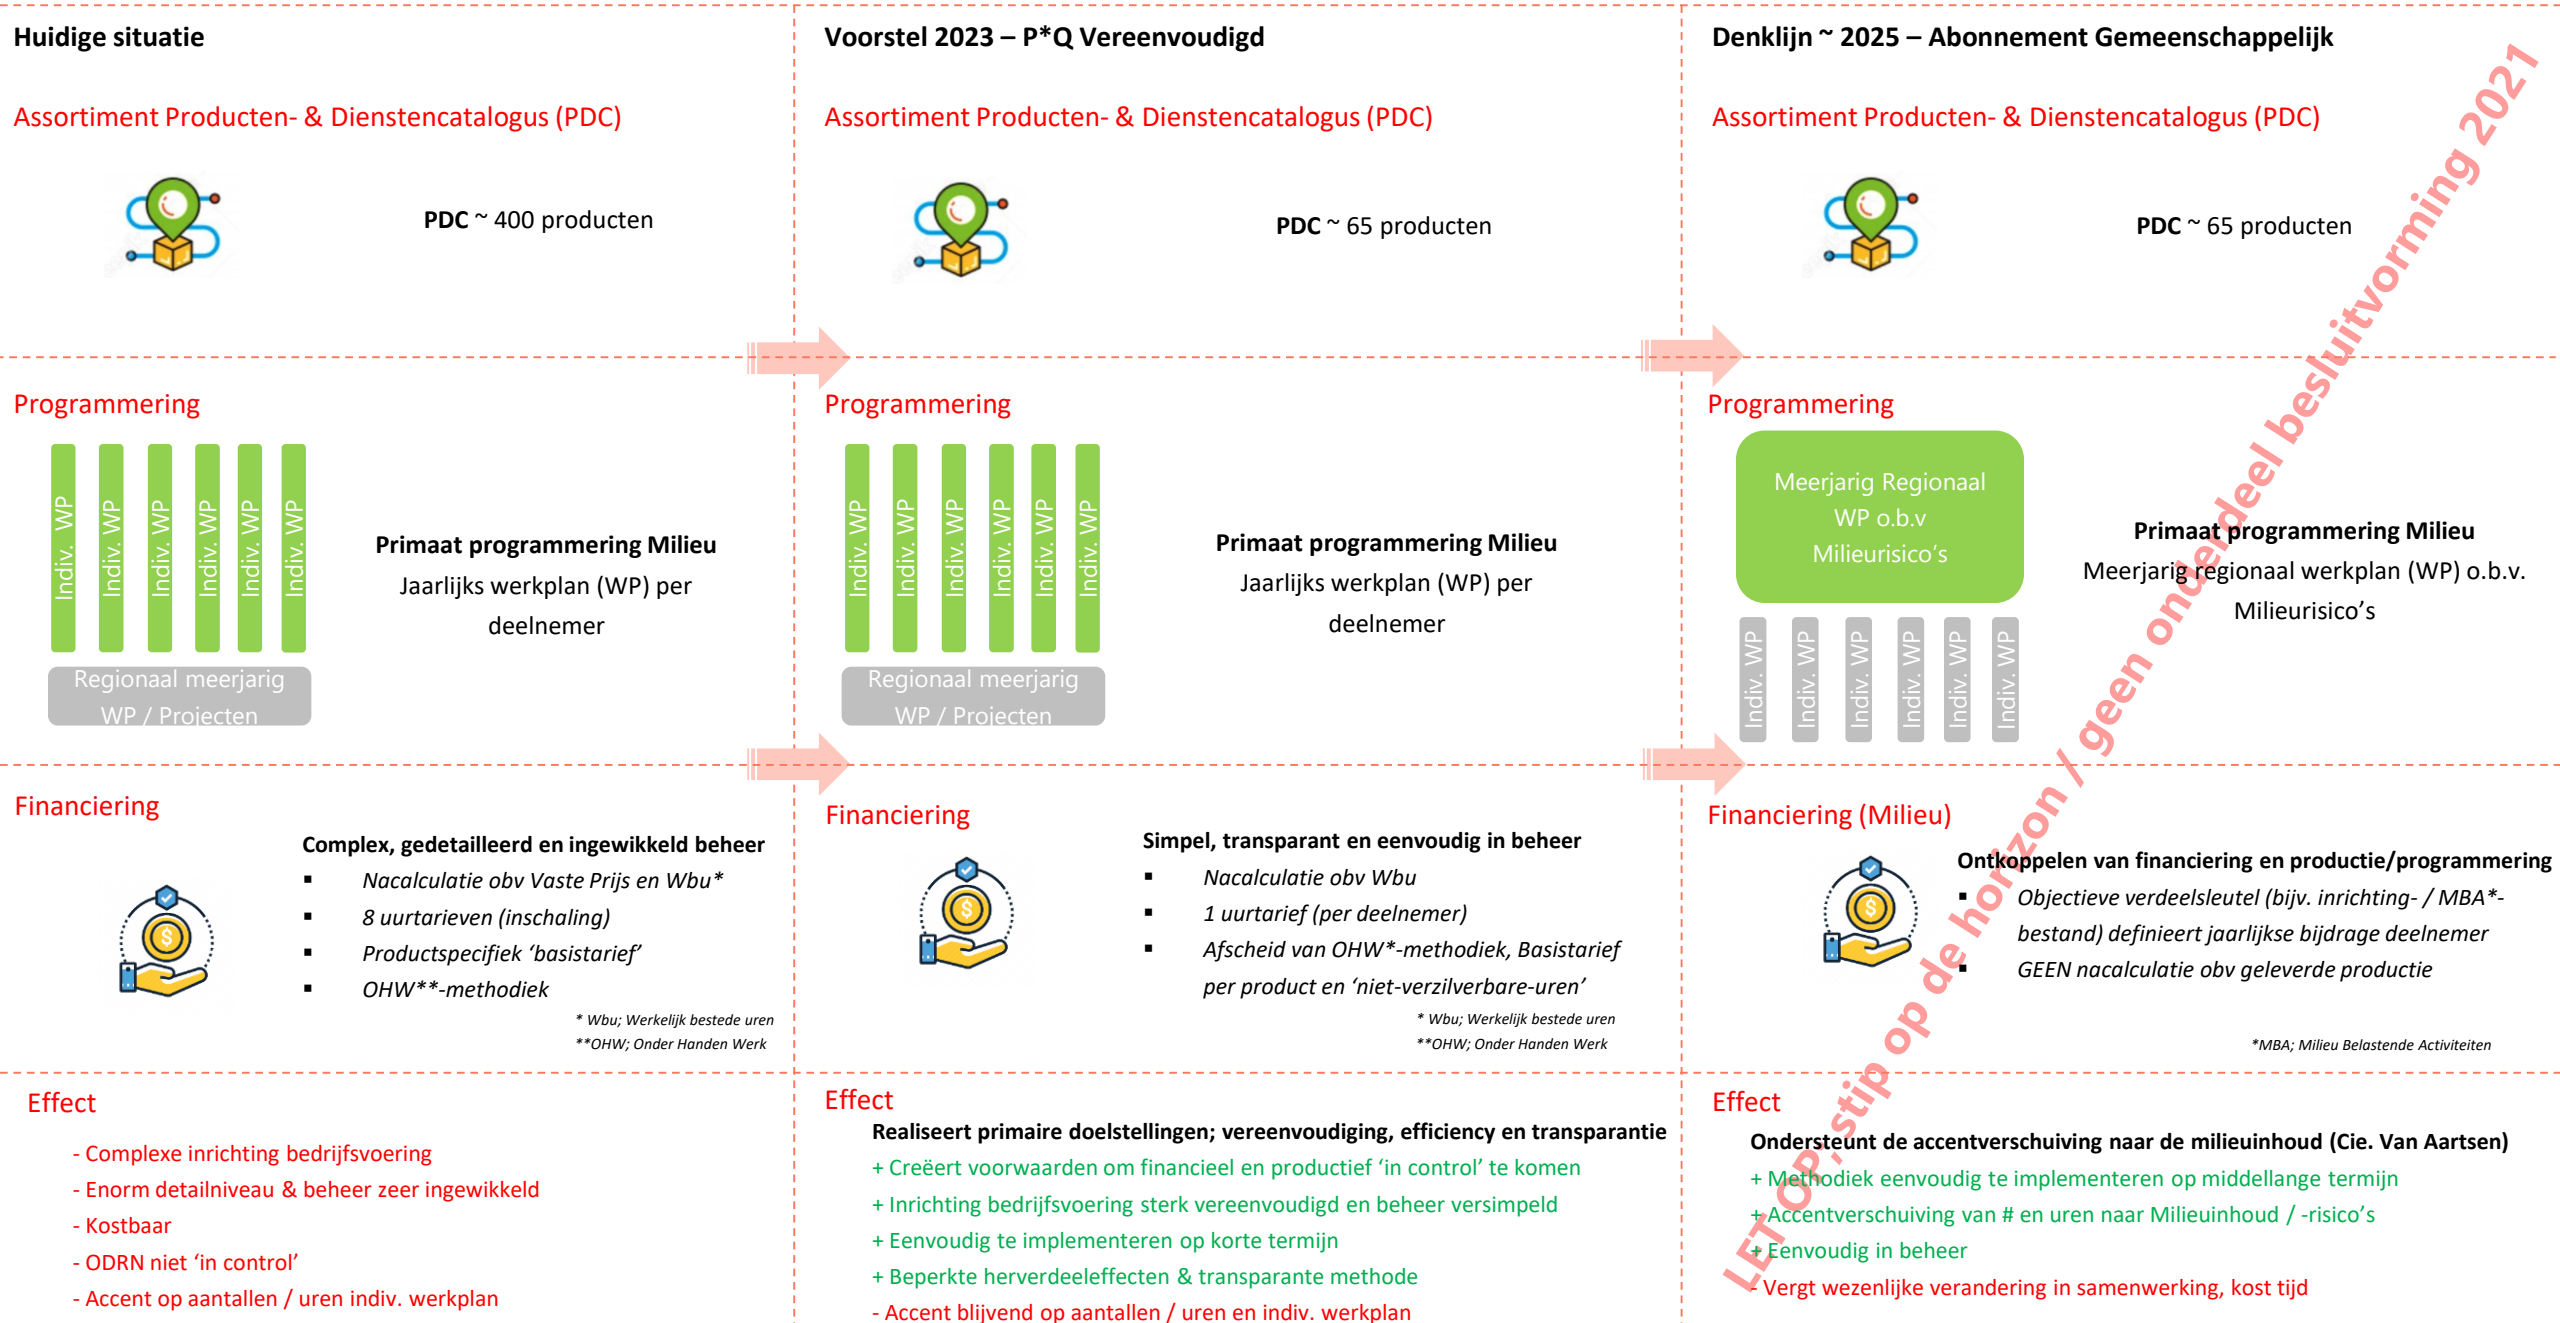 Huidige situatie
Assortiment Producten- & Dienstencatalogus (PDC)
PDC ~ 400 producten
Programmering
Indiv. WP
Indiv. WP
Indiv. WP
Indiv. WP
Indiv. WP
Indiv. WP
Regionaal meerjarig
WP / Projecten
Primaat programmering Milieu
Jaarlijks werkplan (WP) per
deelnemer
Financiering
Complex, gedetailleerd en ingewikkeld beheer
▪ Nacalculatie obv Vaste Prijs en Wbu*
▪ 8 uurtarieven (inschaling)
▪ Productspecifiek ‘basistarief’
▪ OHW**-methodiek
* Wbu; Werkelijk bestede uren
**OHW; Onder Handen Werk
Effect
- Complexe inrichting bedrijfsvoering
- Enorm detailniveau & beheer zeer ingewikkeld
- Kostbaar
- ODRN niet ‘in control’
- Accent op aantallen / uren indiv. werkplan
Voorstel 2023 – P*Q Vereenvoudigd
Assortiment Producten- & Dienstencatalogus (PDC)
PDC ~ 65 producten
Programmering
Indiv. WP
Indiv. WP
Indiv. WP
Indiv. WP
Indiv. WP
Indiv. WP
Regionaal meerjarig
WP / Projecten
Primaat programmering Milieu
Jaarlijks werkplan (WP) per
deelnemer
Financiering
Simpel, transparant en eenvoudig in beheer
▪ Nacalculatie obv Wbu
▪ 1 uurtarief (per deelnemer)
▪ Afscheid van OHW*-methodiek, Basistarief
per product en ‘niet-verzilverbare-uren’
* Wbu; Werkelijk bestede uren
**OHW; Onder Handen Werk
Effect
Realiseert primaire doelstellingen; vereenvoudiging, efficiency en transparantie
+ Creëert voorwaarden om financieel en productief ‘in control’ te komen
+ Inrichting bedrijfsvoering sterk vereenvoudigd en beheer versimpeld
+ Eenvoudig te implementeren op korte termijn
+ Beperkte herverdeeleffecten & transparante methode
- Accent blijvend op aantallen / uren en indiv. werkplan
Denklijn ~ 2025 – Abonnement Gemeenschappelijk
Assortiment Producten- & Dienstencatalogus (PDC)
PDC ~ 65 producten
Programmering
Meerjarig Regionaal
WP o.b.v
Milieurisico’s
Indiv. WP
Indiv. WP
Indiv. WP
Indiv. WP
Indiv. WP
Indiv. WP
Primaat programmering Milieu
Meerjarig regionaal werkplan (WP) o.b.v.
Milieurisico’s
Financiering (Milieu)
Ontkoppelen van financiering en productie/programmering
▪ Objectieve verdeelsleutel (bijv. inrichting- / MBA*-
bestand) definieert jaarlijkse bijdrage deelnemer
▪ GEEN nacalculatie obv geleverde productie
*MBA; Milieu Belastende Activiteiten
Effect
Ondersteunt de accentverschuiving naar de milieuinhoud (Cie. Van Aartsen)
+ Methodiek eenvoudig te implementeren op middellange termijn
+ Accentverschuiving van # en uren naar Milieuinhoud / -risico’s
+ Eenvoudig in beheer
- Vergt wezenlijke verandering in samenwerking, kost tijd
LET OP; stip op de horizon / geen onderdeel besluitvorming 2021